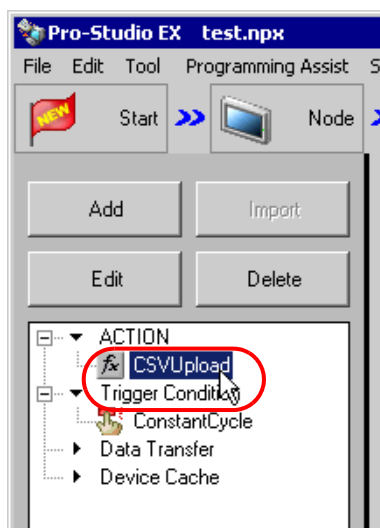 Pro-Studio EX test.npx
File Edit Tool Programming Assist S
NEW Start Node
Add Import
Edit Delete
ACTION
fx CSVUpload
Trigger Condition
ConstantCycle
Data Transfer
Device Cache